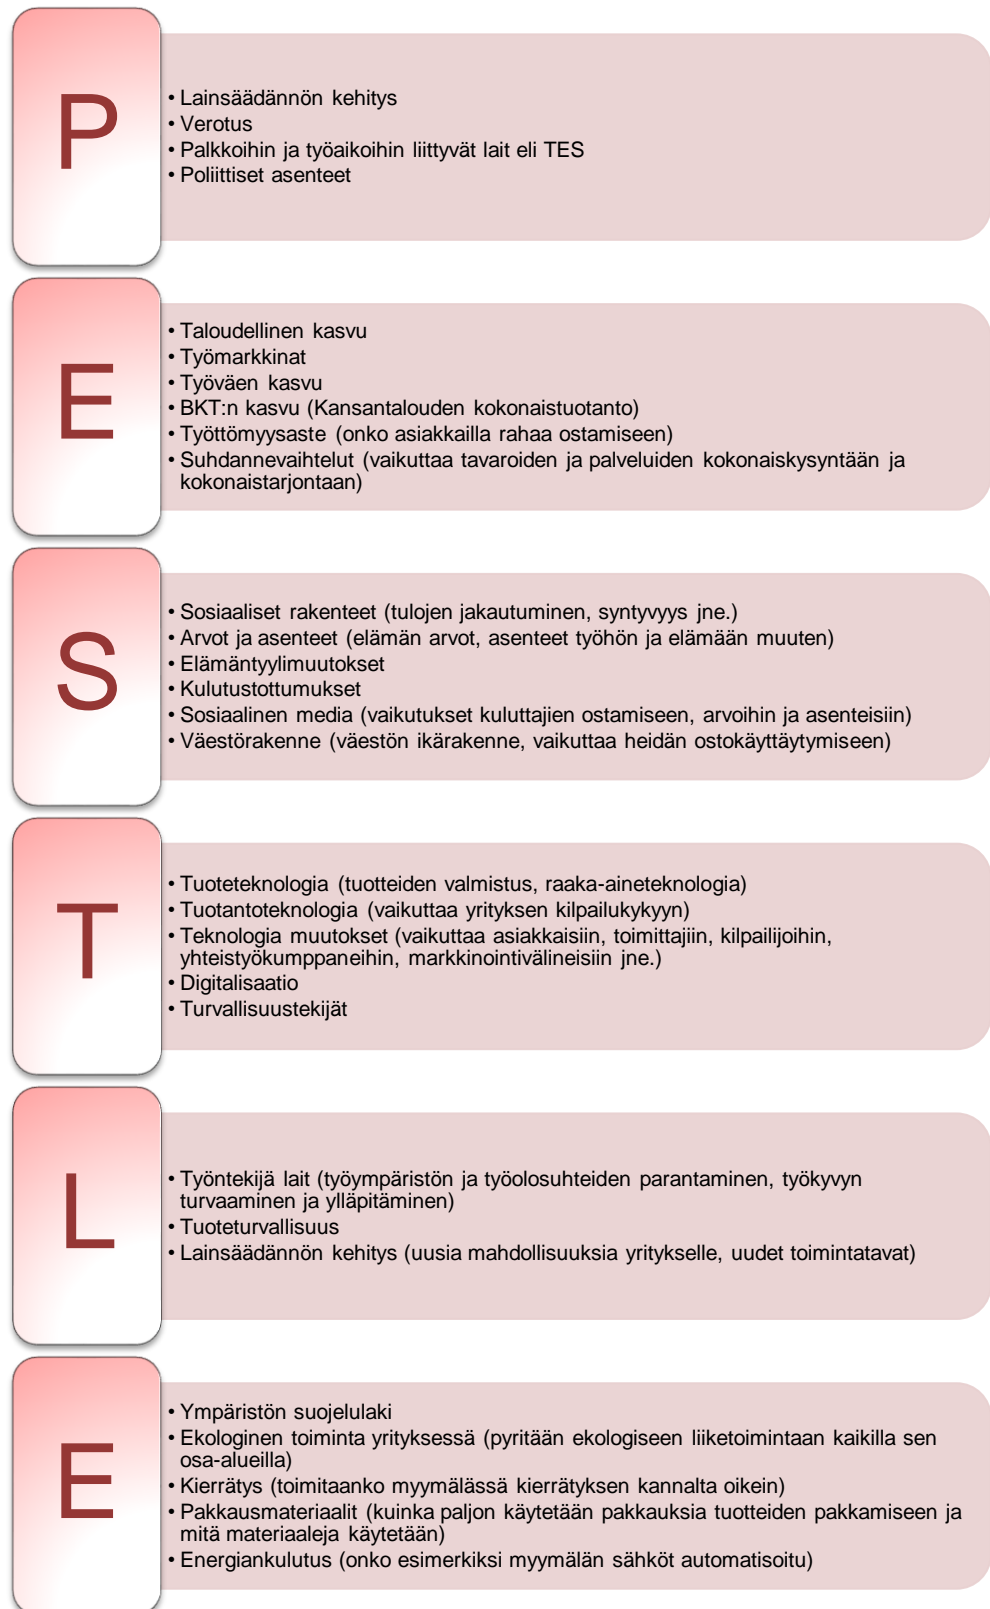 P
• Lainsäädännön kehitys
• Verotus
• Palkkoihin ja työaikoihin liittyvät lait eli TES
• Poliittiset asenteet
E
• Taloudellinen kasvu
• Työmarkkinat
• Työväen kasvu
• BKT:n kasvu (Kansantalouden kokonaistuotanto)
• Työttömyysaste (onko asiakkailla rahaa ostamiseen)
• Suhdannevaihtelut (vaikuttaa tavaroiden ja palveluiden kokonaiskysyntään ja
kokonaistarjontaan)
S
• Sosiaaliset rakenteet (tulojen jakautuminen, syntyvyys jne.)
• Arvot ja asenteet (elämän arvot, asenteet työhön ja elämään muuten)
• Elämäntyylimuutokset
• Kulutustottumukset
• Sosiaalinen media (vaikutukset kuluttajien ostamiseen, arvoihin ja asenteisiin)
• Väestörakenne (väestön ikärakenne, vaikuttaa heidän ostokäyttäytymiseen)
T
• Tuoteteknologia (tuotteiden valmistus, raaka-aineteknologia)
• Tuotantoteknologia (vaikuttaa yrityksen kilpailukykyyn)
• Teknologia muutokset (vaikuttaa asiakkaisiin, toimittajiin, kilpailijoihin,
yhteistyökumppaneihin, markkinointivälineisiin jne.)
• Digitalisaatio
• Turvallisuustekijät
L
• Työntekijä lait (työympäristön ja työolosuhteiden parantaminen, työkyvyn
turvaaminen ja ylläpitäminen)
• Tuoteturvallisuus
• Lainsäädännön kehitys (uusia mahdollisuuksia yritykselle, uudet toimintatavat)
E
• Ympäristön suojelulaki
• Ekologinen toiminta yrityksessä (pyritään ekologiseen liiketoimintaan kaikilla sen
osa-alueilla)
• Kierrätys (toimitaanko myymälässä kierrätyksen kannalta oikein)
• Pakkausmateriaalit (kuinka paljon käytetään pakkauksia tuotteiden pakkamiseen ja
mitä materiaaleja käytetään)
• Energiankulutus (onko esimerkiksi myymälän sähköt automatisoitu)